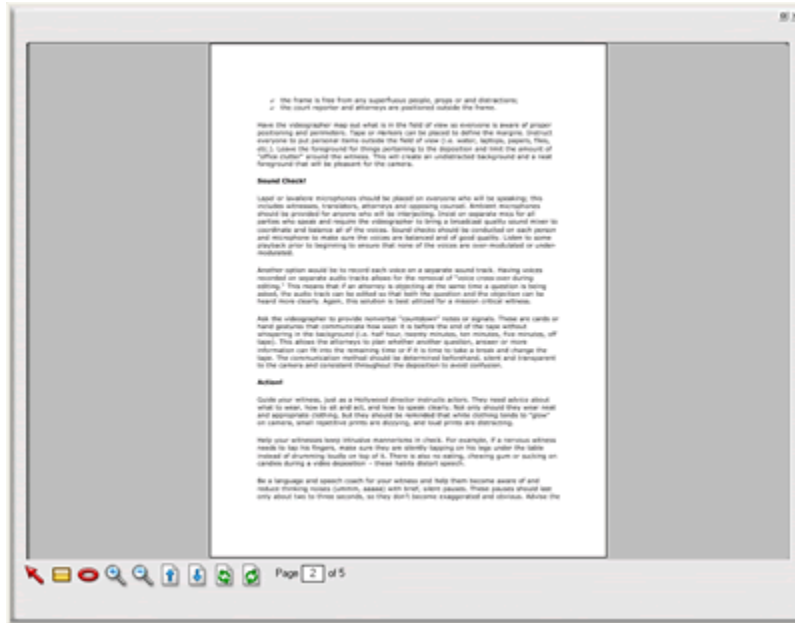 ✓ the frame is free from any superfluous people, props or and distractions;
✓ the court reporter and attorneys are positioned outside the frame.
Have the videographer map out what is in the field of view so everyone is aware of proper
positioning and perimeters. Tape or markers can be placed to define the margins. Instruct
everyone to put personal items outside the field of view (i.e. water, laptops, papers, files,
etc.). Leave the foreground for things pertaining to the deposition and limit the amount of
"office clutter" around the witness. This will create an undistracted background and a neat
foreground that will be pleasant for the camera.
Sound Check!
Lapel or lavaliere microphones should be placed on everyone who will be speaking; this
includes witnesses, translators, attorneys and opposing counsel. Ambient microphones
should be provided for anyone who will be interjecting. Insist on separate mics for all
parties who speak and require the videographer to bring a broadcast quality sound mixer to
coordinate and balance all of the voices. Sound checks should be conducted on each person
and microphone to make sure the voices are balanced and of good quality. Listen to some
playback prior to beginning to ensure that none of the voices are over-modulated or under-
modulated.
Another option would be to record each voice on a separate sound track. Having voices
recorded on separate audio tracks allows for the removal of "voice cross-over during
editing." This means that if an attorney is objecting at the same time a question is being
asked, the audio track can be edited so that both the question and the objection can be
heard more clearly. Again, this solution is best utilized for a mission critical witness.
Ask the videographer to provide nonverbal "countdown" notes or signals. These are cards or
hand gestures that communicate how soon it is before the end of the tape without
whispering in the background (i.e. half hour, twenty minutes, ten minutes, five minutes, off
tape). This allows the attorneys to plan whether another question, answer or more
information can fit into the remaining time or if it is time to take a break and change the
tape. The communication method should be determined beforehand, silent and transparent
to the camera and consistent throughout the deposition to avoid confusion.
Action!
Guide your witness, just as a Hollywood director instructs actors. They need advice about
what to wear, how to sit and act, and how to speak clearly. Not only should they wear neat
and appropriate clothing, but they should be reminded that white clothing tends to "glow"
on camera, small repetitive prints are dizzying, and loud prints are distracting.
Help your witnesses keep intrusive mannerisms in check. For example, if a nervous witness
needs to tap his fingers, make sure they are silently tapping on his legs under the table
instead of drumming loudly on top of it. There is also no eating, chewing gum or sucking on
candies during a video deposition – these habits distort speech.
Be a language and speech coach for your witness and help them become aware of and
reduce thinking noises (ummm, aaaaa) with brief, silent pauses. These pauses should last
only about two to three seconds, so they don't become exaggerated and obvious. Advise the
Page 2 of 5